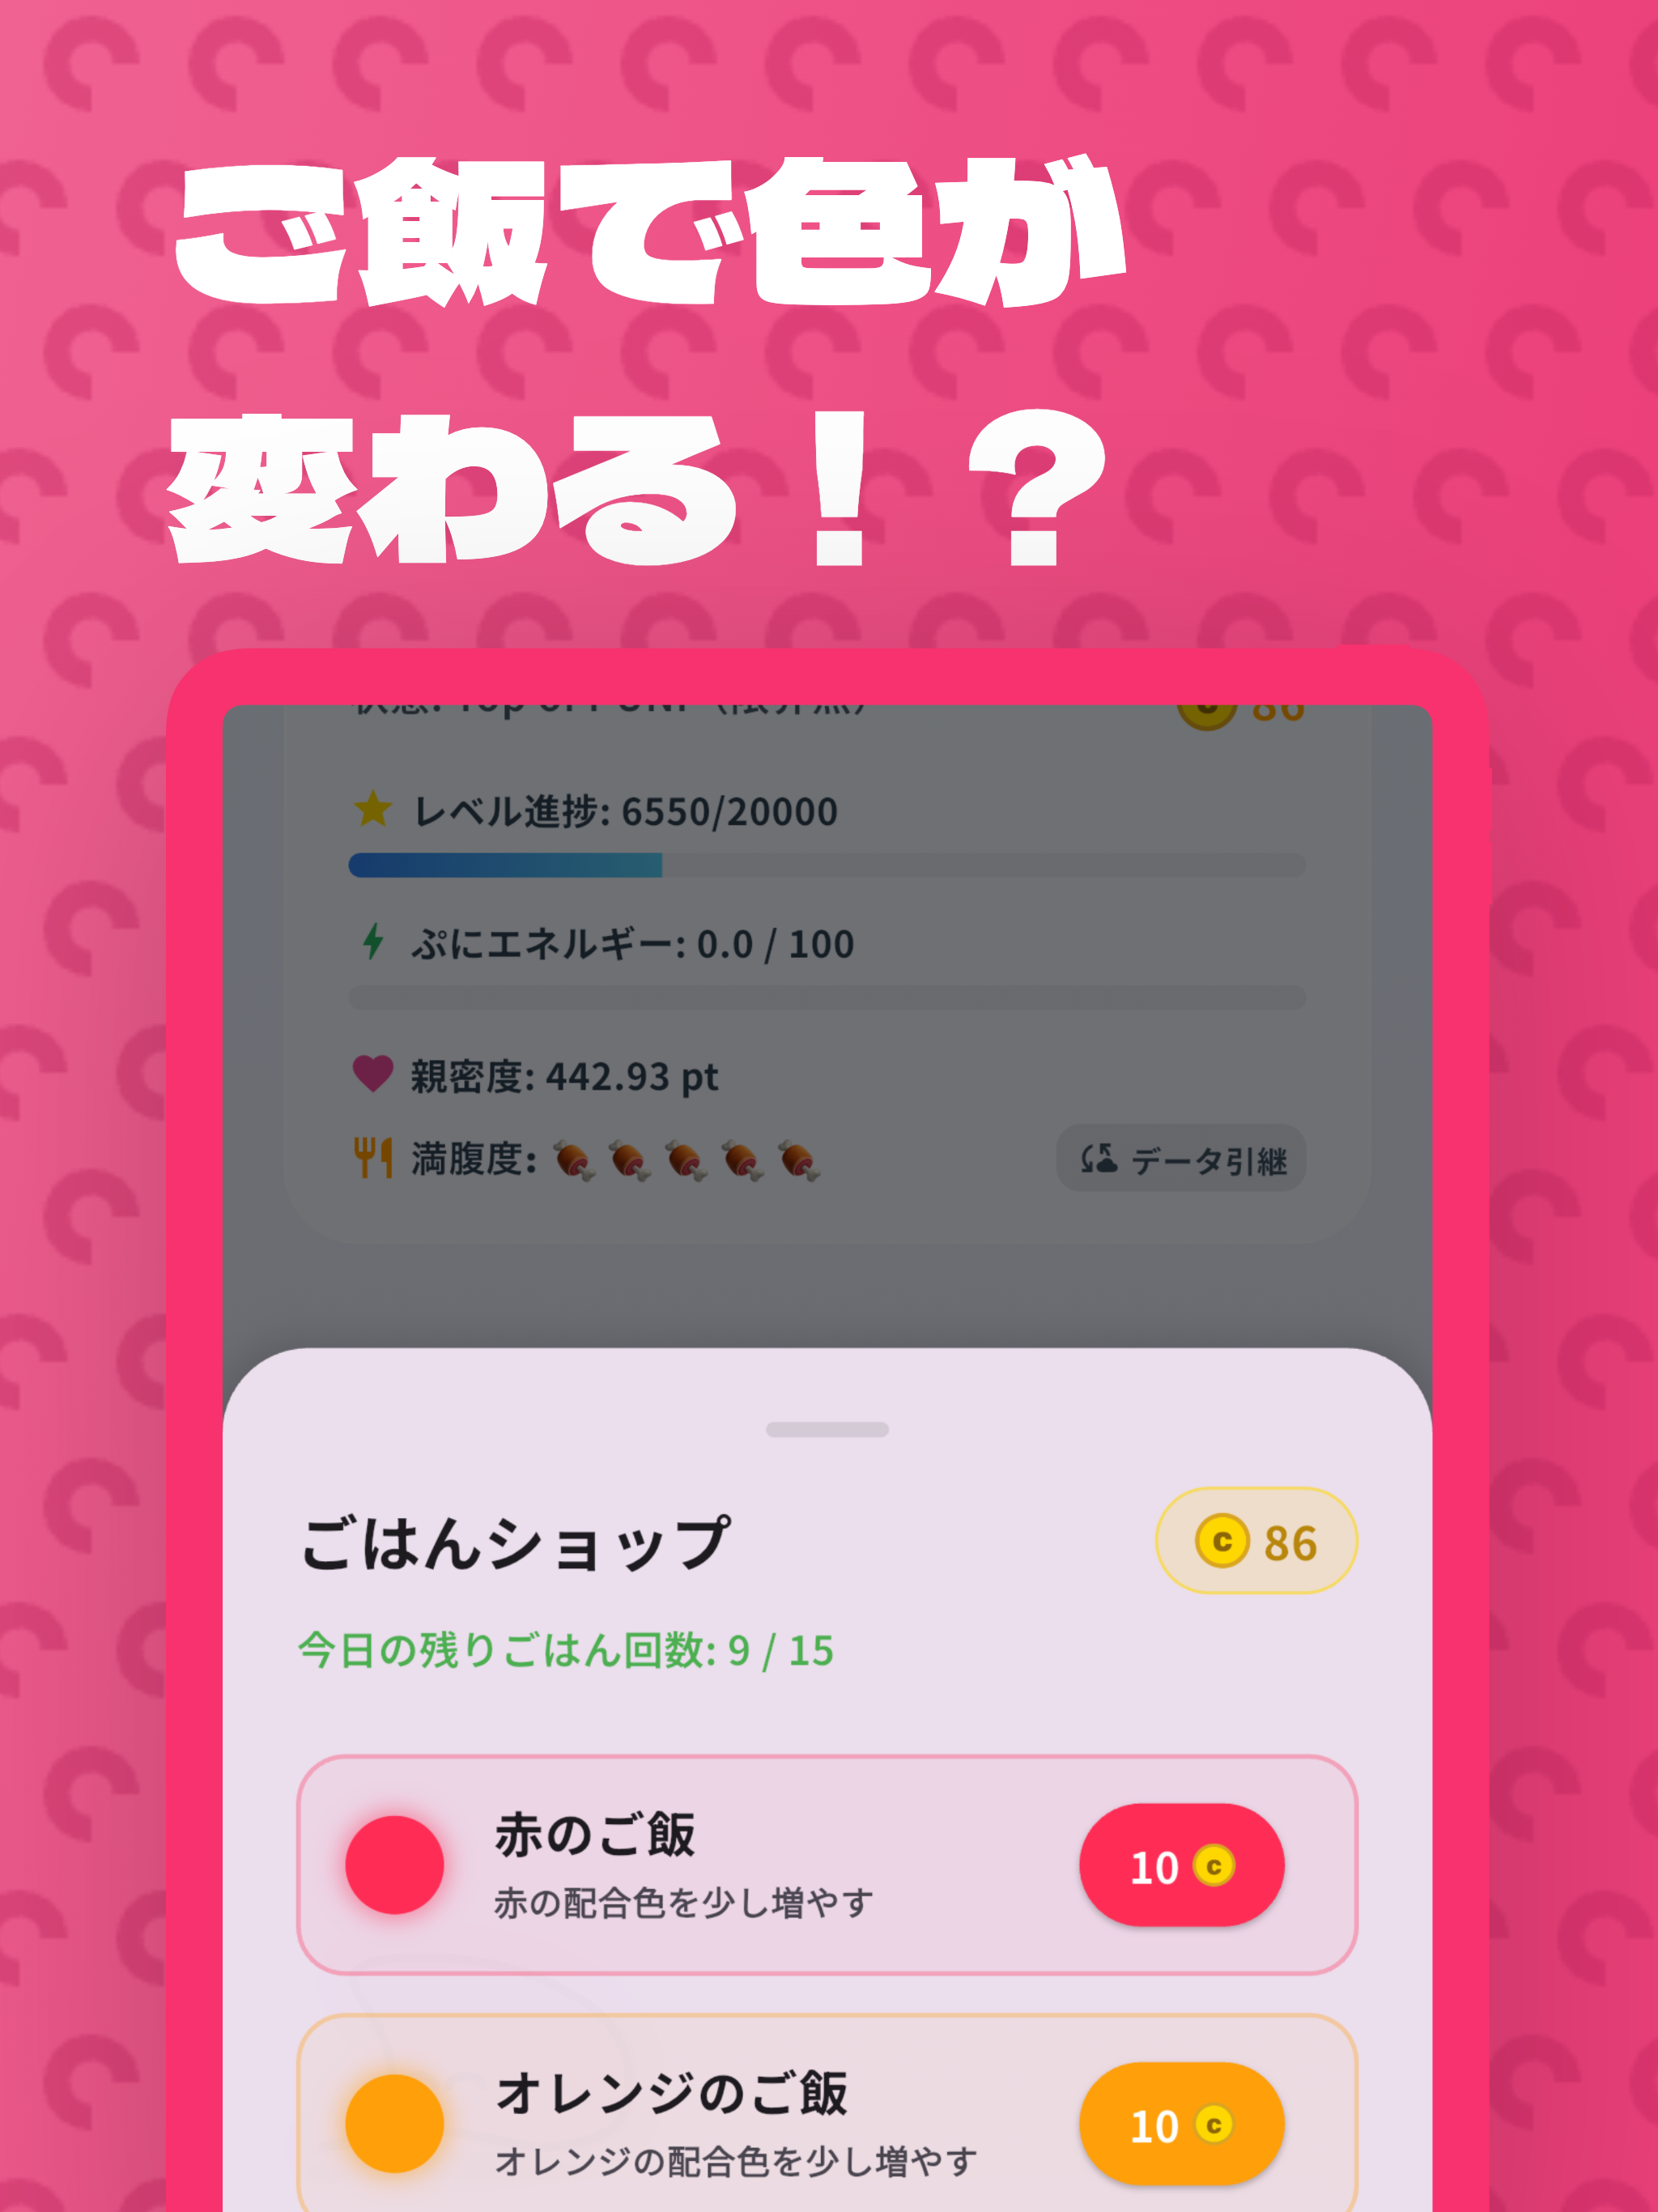 ご飯で色が
変わる！？
86
レベル進捗: 6550/20000
ぷにエネルギー: 0.0 / 100
親密度: 442.93 pt
満腹度:
データ引継
ごはんショップ
C 86
今日の残りごはん回数: 9 / 15
赤のご飯
赤の配合色を少し増やす
10 C
オレンジのご飯
オレンジの配合色を少し増やす
10 C